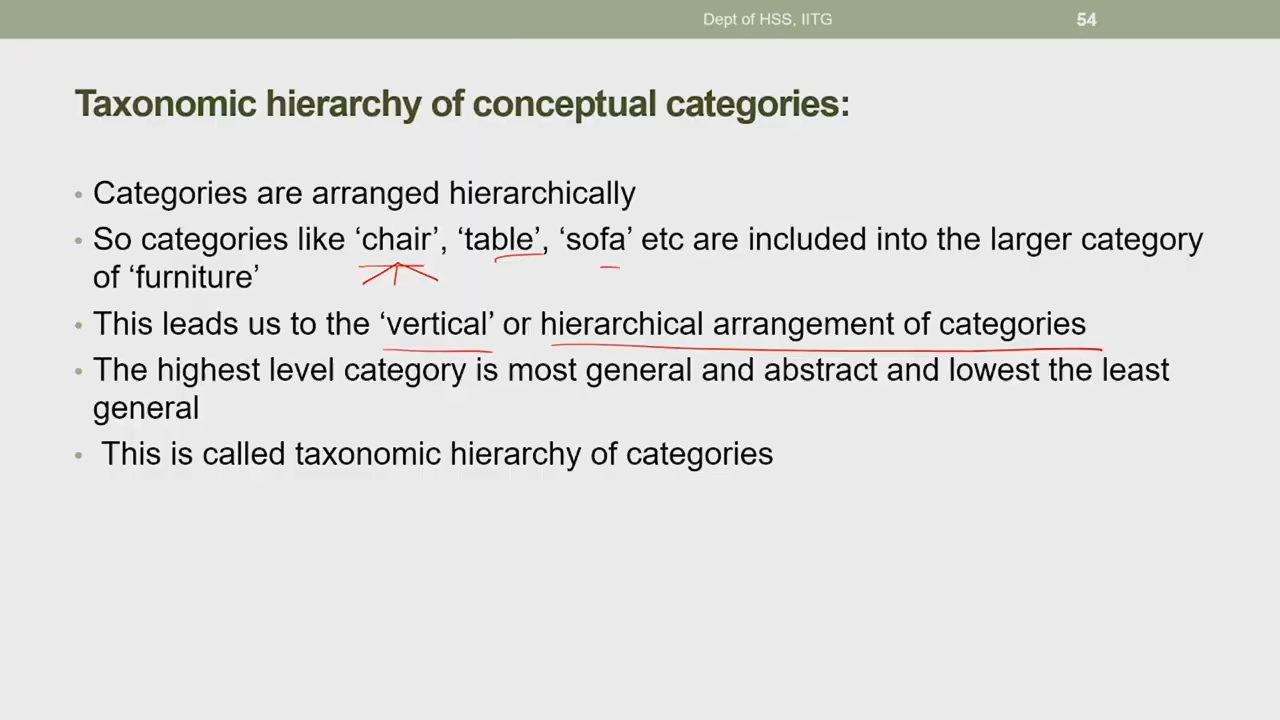 Dept of HSS, IITG
54
Taxonomic hierarchy of conceptual categories:
• Categories are arranged hierarchically
• So categories like ‘chair’, ‘table’, ‘sofa’ etc are included into the larger category
of ‘furniture’
• This leads us to the ‘vertical’ or hierarchical arrangement of categories
• The highest level category is most general and abstract and lowest the least
general
• This is called taxonomic hierarchy of categories